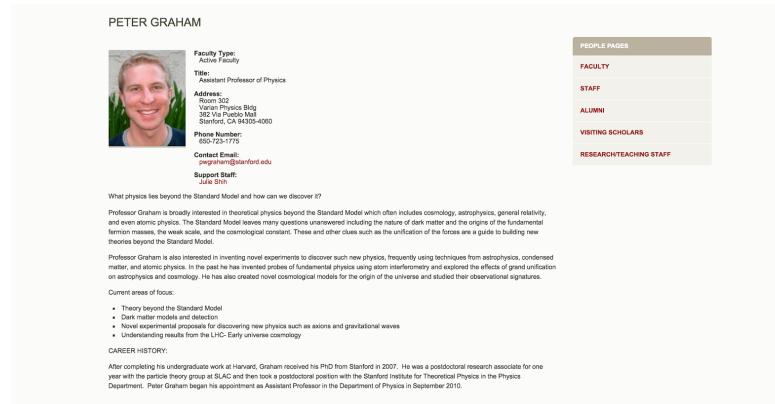 PETER GRAHAM
Faculty Type:
Active Faculty
Title:
Assistant Professor of Physics
Address:
Room 302
Varian Physics Bldg
382 Via Pueblo Mall
Stanford, CA 94305-4060
Phone Number:
650-723-1775
Contact Email:
pwgraham@stanford.edu
Support Staff:
Julie Shih
What physics lies beyond the Standard Model and how can we discover it?
Professor Graham is broadly interested in theoretical physics beyond the Standard Model which often includes cosmology, astrophysics, general relativity,
and even atomic physics. The Standard Model leaves many questions unanswered including the nature of dark matter and the origins of the fundamental
fermion masses, the weak scale, and the cosmological constant. These and other clues such as the unification of the forces are a guide to building new
theories beyond the Standard Model.
Professor Graham is also interested in inventing novel experiments to discover such new physics, frequently using techniques from astrophysics, condensed
matter, and atomic physics. In the past he has invented probes of fundamental physics using atom interferometry and explored the effects of grand unification
on astrophysics and cosmology. He has also created novel cosmological models for the origin of the universe and studied their observational signatures.
Current areas of focus:
Theory beyond the Standard Model
Dark matter models and detection
Novel experimental proposals for discovering new physics such as axions and gravitational waves
Understanding results from the LHC- Early universe cosmology
CAREER HISTORY:
After completing his undergraduate work at Harvard, Graham received his PhD from Stanford in 2007. He was a postdoctoral research associate for one
year with the particle theory group at SLAC and then took a postdoctoral position with the Stanford Institute for Theoretical Physics in the Physics
Department. Peter Graham began his appointment as Assistant Professor in the Department of Physics in September 2010.
PEOPLE PAGES
FACULTY
STAFF
ALUMNI
VISITING SCHOLARS
RESEARCH/TEACHING STAFF